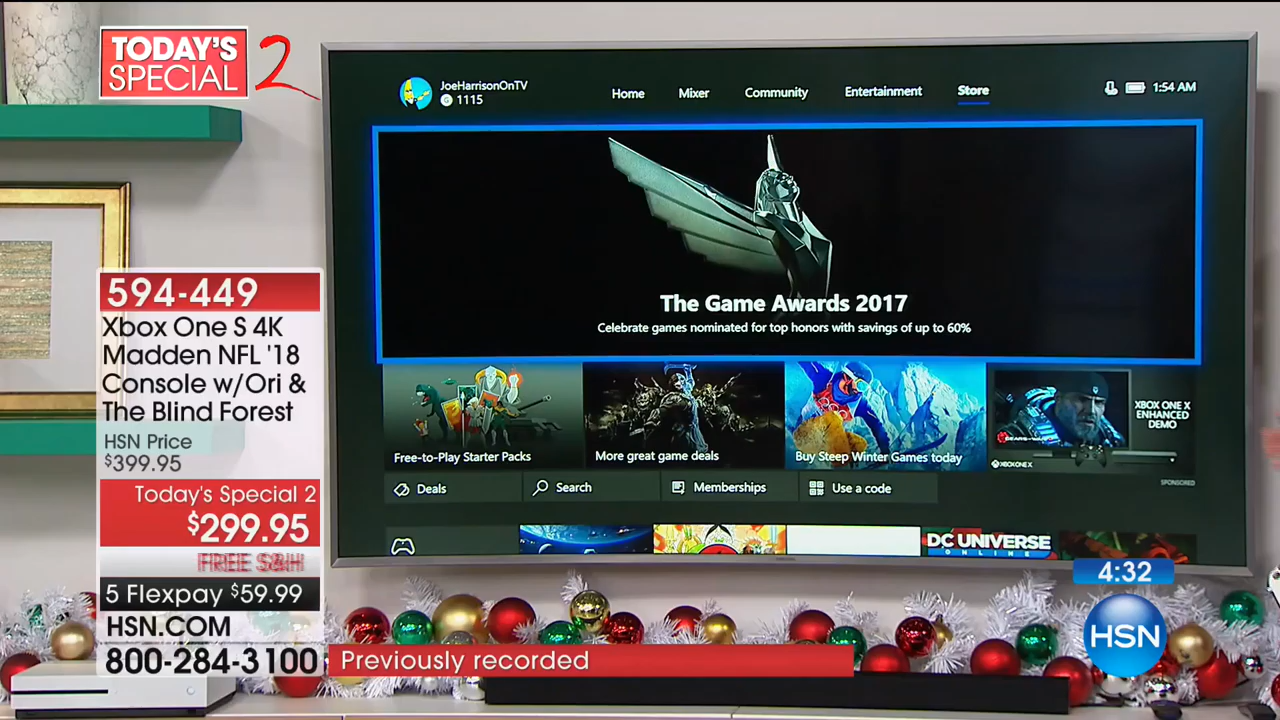 TODAY'S
SPECIAL 2
JoeHarrisonOnTV
G 1115
Home
Mixer
Community
Entertainment
Store
1:54 AM
The Game Awards 2017
Celebrate games nominated for top honors with savings of up to 60%
Free-to-Play Starter Packs
More great game deals
Buy Steep Winter Games today
XBOX ONE X
ENHANCED
DEMO
XBOX ONE X
SPONSORED
Deals
Search
Memberships
Use a code
DC UNIVERSE
ONLINE
594-449
Xbox One S 4K
Madden NFL '18
Console w/Ori &
The Blind Forest
HSN Price
$399.95
Today's Special 2
$299.95
FREE S&H
5 Flexpay $59.99
HSN.COM
800-284-3100
Previously recorded
4:32
HSN